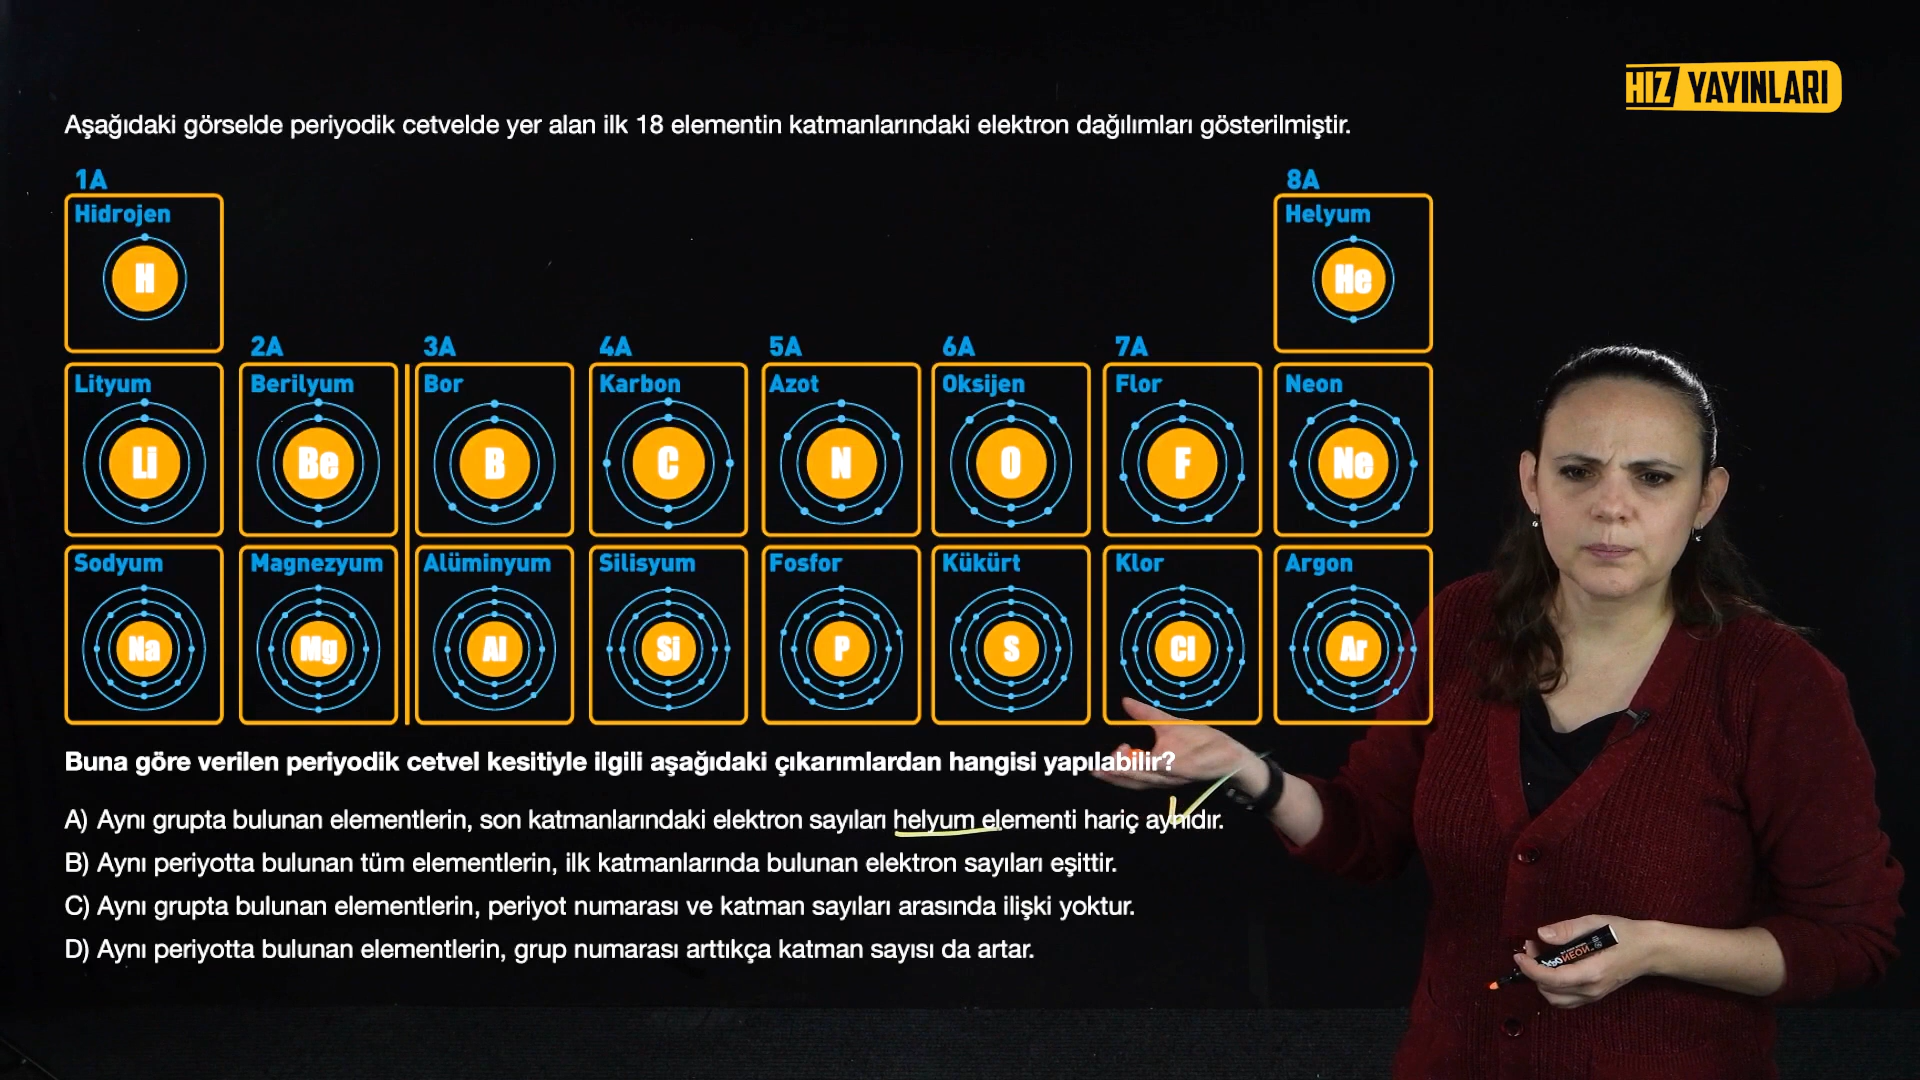 HIZ YAYINLARI
Aşağıdaki görselde periyodik cetvelde yer alan ilk 18 elementin katmanlarındaki elektron dağılımları gösterilmiştir.
1A 8A
Hidrojen Helyum
H He
2A 3A 4A 5A 6A 7A
Lityum Berilyum Bor Karbon Azot Oksijen Flor Neon
Li Be B C N O F Ne
Sodyum Magnezyum Alüminyum Silisyum Fosfor Kükürt Klor Argon
Na Mg Al Si P S Cl Ar
Buna göre verilen periyodik cetvel kesitiyle ilgili aşağıdaki çıkarımlardan hangisi yapılabilir?
A) Aynı grupta bulunan elementlerin, son katmanlarındaki elektron sayıları helyum elementi hariç aynıdır.
B) Aynı periyotta bulunan tüm elementlerin, ilk katmanlarında bulunan elektron sayıları eşittir.
C) Aynı grupta bulunan elementlerin, periyot numarası ve katman sayıları arasında ilişki yoktur.
D) Aynı periyotta bulunan elementlerin, grup numarası arttıkça katman sayısı da artar.
NEON